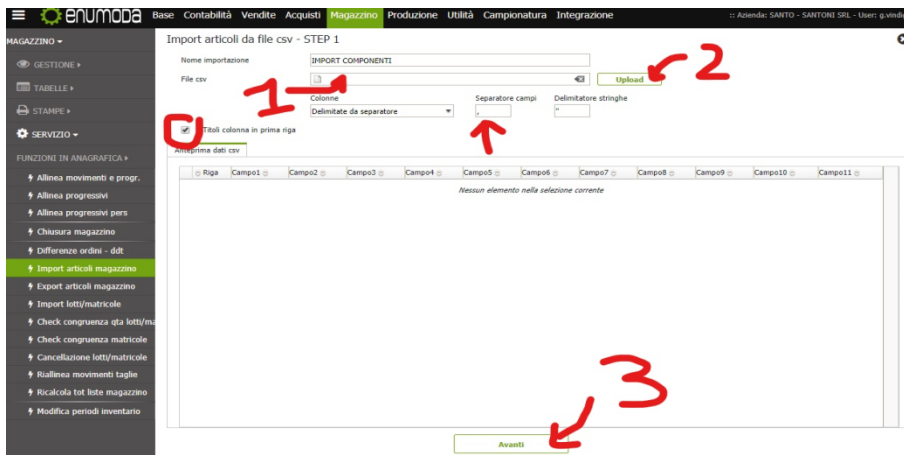 enumoda Base Contabilità Vendite Acquisti Magazzino Produzione Utilità Campionatura Integrazione :: Azienda: SANTO - SANTONI SRL - User: g.vindig
MAGAZZINO
GESTIONE
TABELLE
STAMPE
SERVIZIO
FUNZIONI IN ANAGRAFICA
Allinea movimenti e progr.
Allinea progressivi
Allinea progressivi pers
Chiusura magazzino
Differenze ordini - ddt
Import articoli magazzino
Export articoli magazzino
Import lotti/matricole
Check congruenza qta lotti/ma
Check congruenza matricole
Cancellazione lotti/matricole
Riallinea movimenti taglie
Ricalcola tot liste magazzino
Modifica periodi inventario
Import articoli da file csv - STEP 1
Nome importazione IMPORT COMPONENTI
File csv Upload 2
1
Colonne Separatore campi Delimitatore stringhe
Delimitate da separatore , "
Titoli colonna in prima riga
Anteprima dati csv
Riga Campo1 Campo2 Campo3 Campo4 Campo5 Campo6 Campo7 Campo8 Campo9 Campo10 Campo11
Nessun elemento nella selezione corrente
3
Avanti